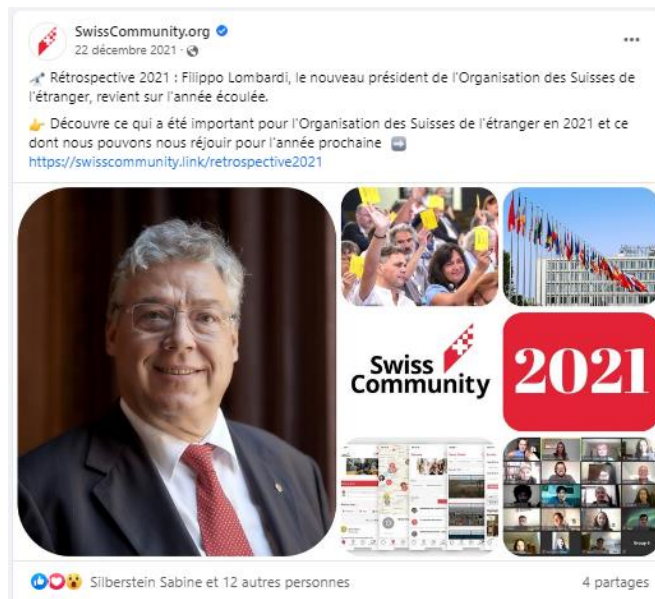 SwissCommunity.org
22 décembre 2021 ·
Rétrospective 2021 : Filippo Lombardi, le nouveau président de l'Organisation des Suisses de
l'étranger, revient sur l'année écoulée.
Découvre ce qui a été important pour l'Organisation des Suisses de l'étranger en 2021 et ce
dont nous pouvons nous réjouir pour l'année prochaine
https://swisscommunity.link/retrospective2021
Swiss
Community
2021
Silberstein Sabine et 12 autres personnes
4 partages